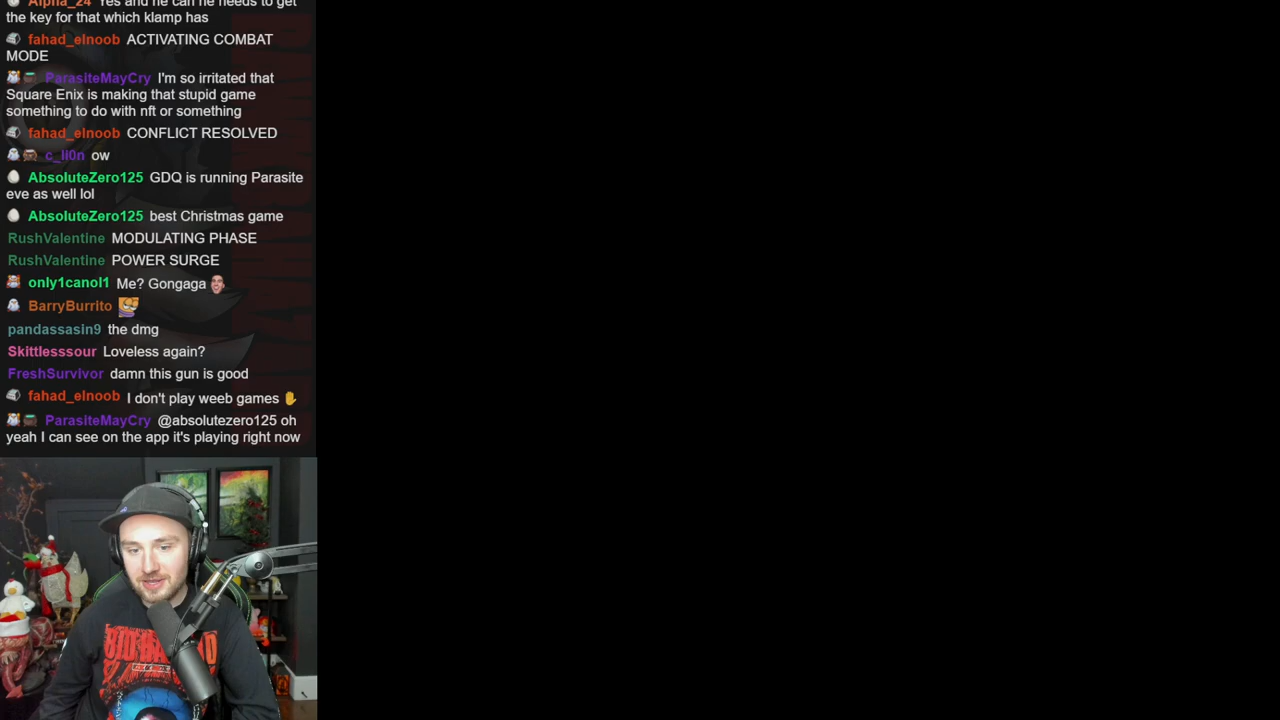 Alpha_24 Yes and he can he needs to get
the key for that which klamp has
fahad_elnoob ACTIVATING COMBAT
MODE
ParasiteMayCry I'm so irritated that
Square Enix is making that stupid game
something to do with nft or something
fahad_elnoob CONFLICT RESOLVED
c_li0n ow
AbsoluteZero125 GDQ is running Parasite
eve as well lol
AbsoluteZero125 best Christmas game
RushValentine MODULATING PHASE
RushValentine POWER SURGE
only1canol1 Me? Gongaga
BarryBurrito
pandassasin9 the dmg
Skittlesssour Loveless again?
FreshSurvivor damn this gun is good
fahad_elnoob I don't play weeb games ✋
ParasiteMayCry @absolutezero125 oh
yeah I can see on the app it's playing right now